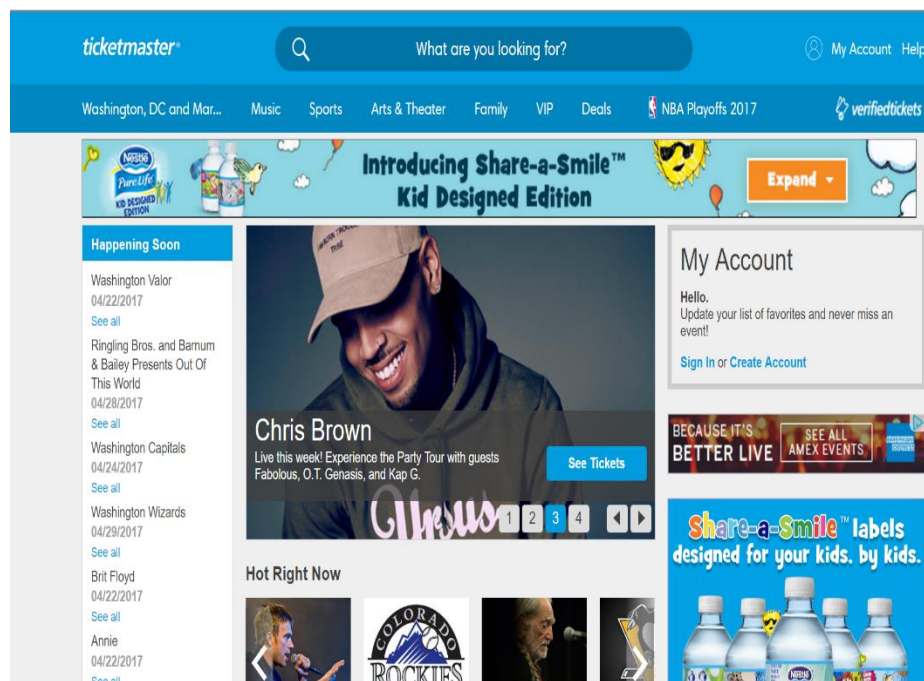 ticketmaster®
What are you looking for?
My Account Help
Washington, DC and Mar...
Music
Sports
Arts & Theater
Family
VIP
Deals
NBA Playoffs 2017
verifiedtickets
Nestlé
Pure Life
KID DESIGNED
EDITION
Introducing Share-a-Smile™
Kid Designed Edition
Expand
Happening Soon
Washington Valor
04/22/2017
See all
Ringling Bros. and Barnum
& Bailey Presents Out Of
This World
04/28/2017
See all
Washington Capitals
04/24/2017
See all
Washington Wizards
04/29/2017
See all
Brit Floyd
04/22/2017
See all
Annie
04/22/2017
See all
Chris Brown
Live this week! Experience the Party Tour with guests
Fabolous, O.T. Genasis, and Kap G.
See Tickets
1 2 3 4
Hot Right Now
COLORADO
ROCKIES
My Account
Hello.
Update your list of favorites and never miss an
event!
Sign In or Create Account
BECAUSE IT'S
BETTER LIVE
SEE ALL
AMEX EVENTS
Share-a-Smile™ labels
designed for your kids, by kids.
Nestlé